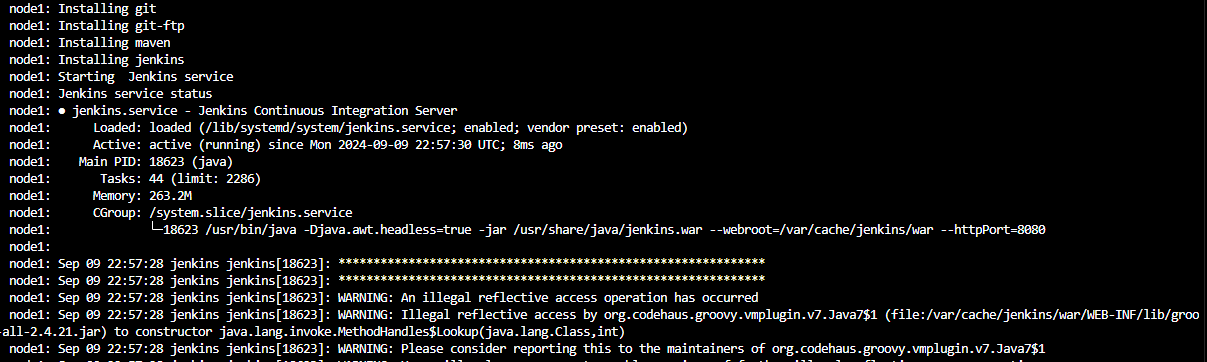 node1: Installing git
node1: Installing git-ftp
node1: Installing maven
node1: Installing jenkins
node1: Starting  Jenkins service
node1: Jenkins service status
node1: ● jenkins.service - Jenkins Continuous Integration Server
node1:      Loaded: loaded (/lib/systemd/system/jenkins.service; enabled; vendor preset: enabled)
node1:      Active: active (running) since Mon 2024-09-09 22:57:30 UTC; 8ms ago
node1:    Main PID: 18623 (java)
node1:       Tasks: 44 (limit: 2286)
node1:      Memory: 263.2M
node1:      CGroup: /system.slice/jenkins.service
node1:              └─18623 /usr/bin/java -Djava.awt.headless=true -jar /usr/share/java/jenkins.war --webroot=/var/cache/jenkins/war --httpPort=8080
node1:
node1: Sep 09 22:57:28 jenkins jenkins[18623]: *************************************************************
node1: Sep 09 22:57:28 jenkins jenkins[18623]: *************************************************************
node1: Sep 09 22:57:28 jenkins jenkins[18623]: WARNING: An illegal reflective access operation has occurred
node1: Sep 09 22:57:28 jenkins jenkins[18623]: WARNING: Illegal reflective access by org.codehaus.groovy.vmplugin.v7.Java7$1 (file:/var/cache/jenkins/war/WEB-INF/lib/groo
-all-2.4.21.jar) to constructor java.lang.invoke.MethodHandles$Lookup(java.lang.Class,int)
node1: Sep 09 22:57:28 jenkins jenkins[18623]: WARNING: Please consider reporting this to the maintainers of org.codehaus.groovy.vmplugin.v7.Java7$1